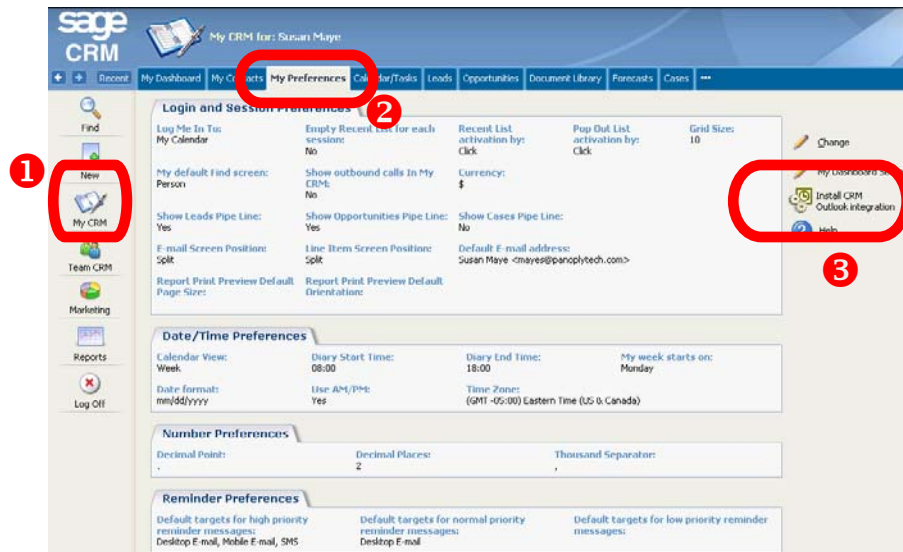 sage
CRM
My CRM for: Susan Maye
Recent
My Dashboard My Contacts My Preferences Calendar/Tasks Leads Opportunities Document Library Forecasts Cases •••
2
1
3
Find
New
My CRM
Team CRM
Marketing
Reports
Log Off
Login and Session Preferences
Log Me In To: Empty Recent List for each Recent List Pop Out List Grid Size:
My Calendar session: activation by: activation by: 10
No Click Click
My default Find screen: Show outbound calls In My Currency:
Person CRM: $
No
Show Leads Pipe Line: Show Opportunities Pipe Line: Show Cases Pipe Line:
Yes Yes No
E-mail Screen Position: Line Item Screen Position: Default E-mail address:
Split Split Susan Maye <mayes@panoplytech.com>
Report Print Preview Default Report Print Preview Default
Page Size: Orientation:
Date/Time Preferences
Calendar View: Diary Start Time: Diary End Time: My week starts on:
Week 08:00 18:00 Monday
Date format: Use AM/PM: Time Zone:
mm/dd/yyyy Yes (GMT -05:00) Eastern Time (US & Canada)
Number Preferences
Decimal Point: Decimal Places: Thousand Separator:
. 2 ,
Reminder Preferences
Default targets for high priority Default targets for normal priority Default targets for low priority reminder
reminder messages: reminder messages: messages:
Desktop E-mail, Mobile E-mail, SMS Desktop E-mail
Change
My Dashboard
Install CRM
Outlook integration
Help